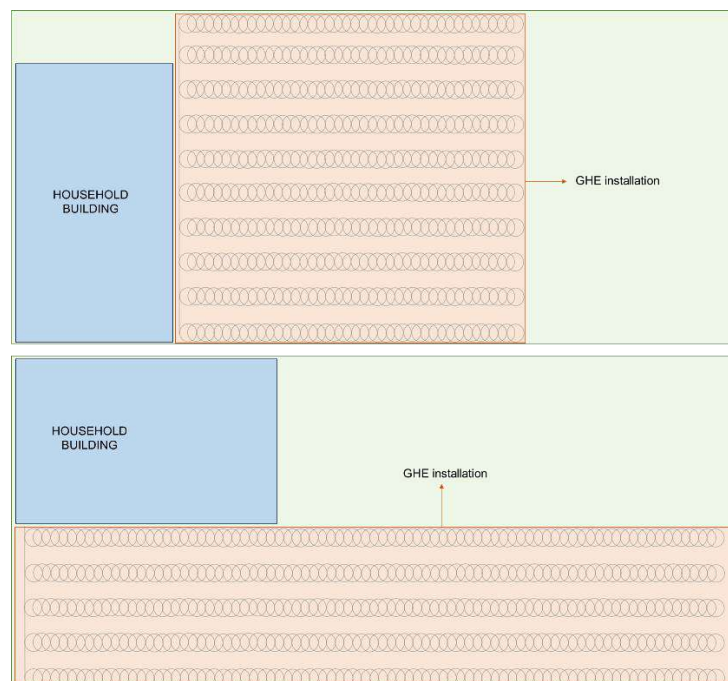 HOUSEHOLD
BUILDING
GHE installation
HOUSEHOLD
BUILDING
GHE installation